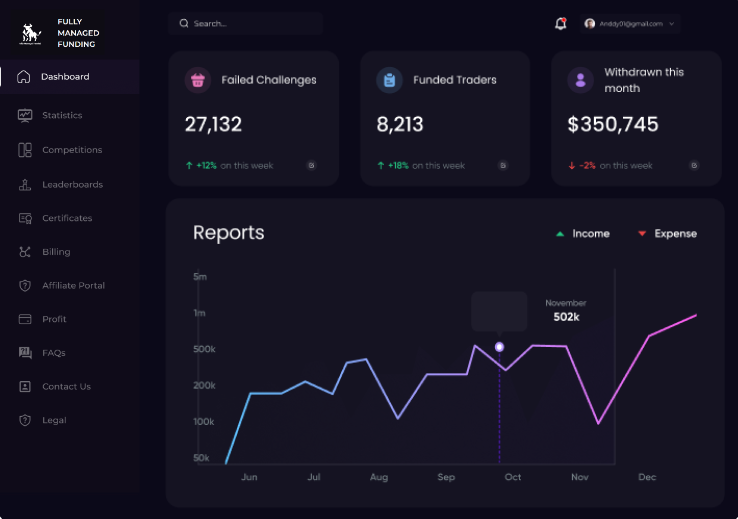 FULLY
MANAGED
FUNDING
Search...
Anddy01@gmail.com
Dashboard
Statistics
Competitions
Leaderboards
Certificates
Billing
Affiliate Portal
Profit
FAQs
Contact Us
Legal
Failed Challenges
27,132
+12% on this week
Funded Traders
8,213
+18% on this week
Withdrawn this
month
$350,745
-2% on this week
Reports
Income
Expense
5m
1m
500k
200k
100k
50k
November
502k
Jun Jul Aug Sep Oct Nov Dec